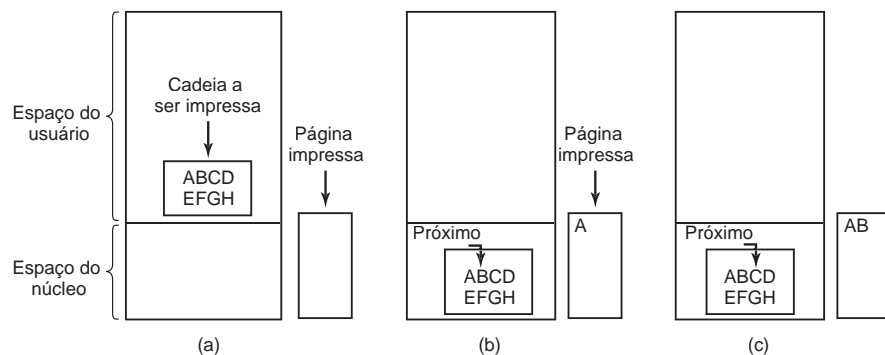 Espaço do
usuário
Cadeia a
ser impressa
ABCD
EFGH
Página
impressa
Espaço do
núcleo
(a)
Página
impressa
Próximo
ABCD
EFGH
A
(b)
Próximo
ABCD
EFGH
AB
(c)